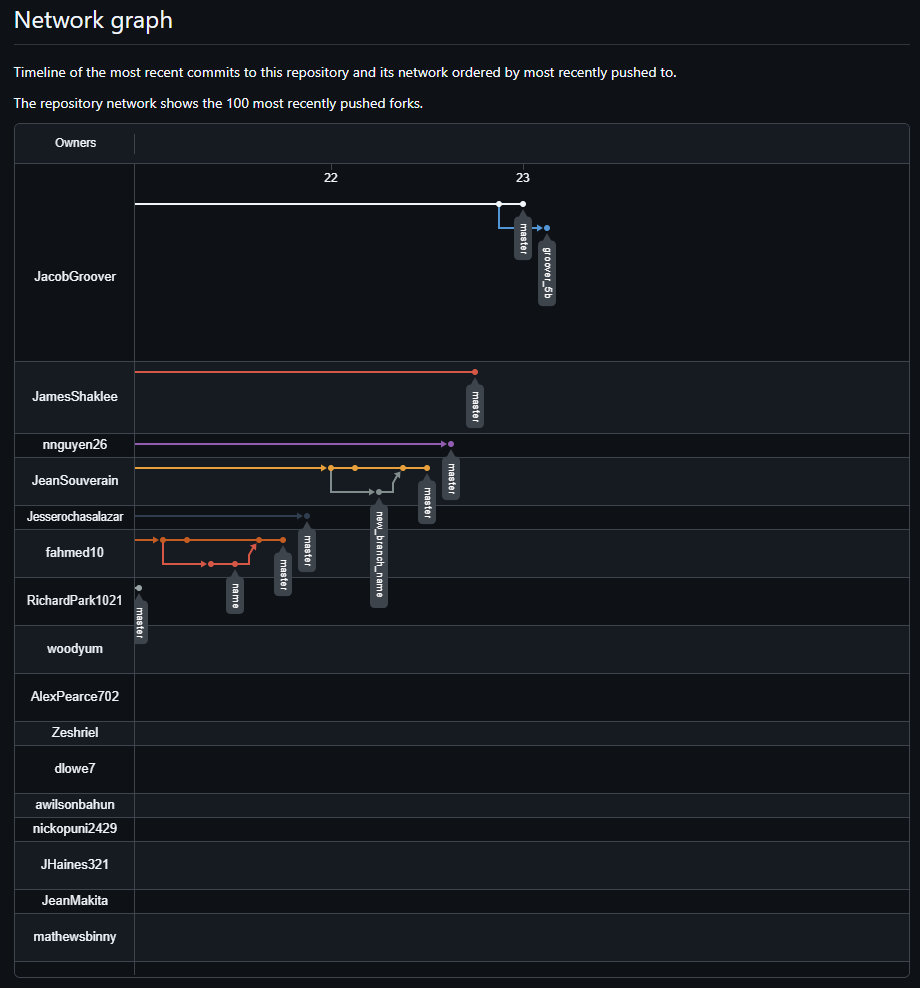 Network graph
Timeline of the most recent commits to this repository and its network ordered by most recently pushed to.
The repository network shows the 100 most recently pushed forks.
Owners
22 23
JacobGroover
master
groover_5b
JamesShaklee
master
nnguyen26
master
JeanSouverain
master
new_branch_name
Jesserochasalazar
master
fahmed10
master
name
RichardPark1021
master
woodyum
AlexPearce702
Zeshriel
dlowe7
awilsonbahun
nickopuni2429
JHaines321
JeanMakita
mathewsbinny